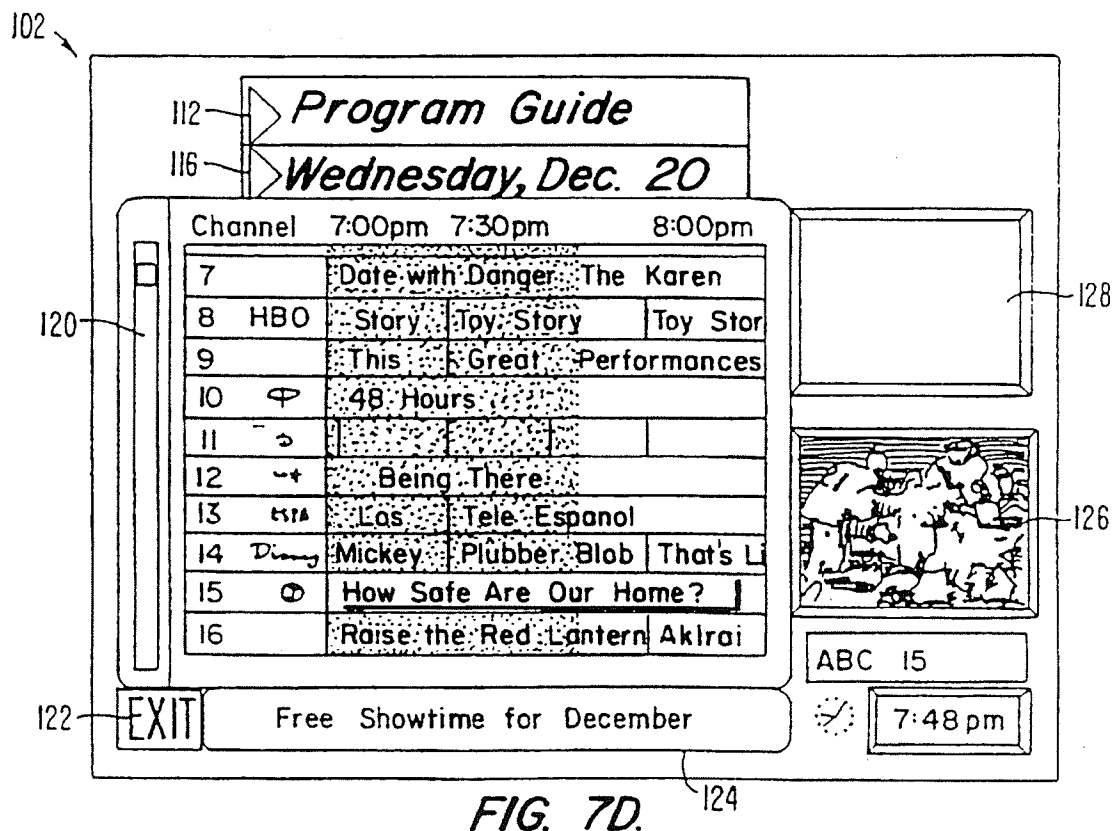 102
112 Program Guide
116 Wednesday, Dec. 20
Channel 7:00pm 7:30pm 8:00pm
7 Date with Danger The Karen
8 HBO Story Toy Story Toy Stor
9 This Great Performances
10 48 Hours
11
12 Being There
13 Los Tele Espanol
14 Disney Mickey Plubber Blob That's Li
15 How Safe Are Our Home?
16 Raise the Red Lantern Aklrai
120
128
126
ABC 15
122 EXIT Free Showtime for December 7:48 pm
124
FIG. 7D.